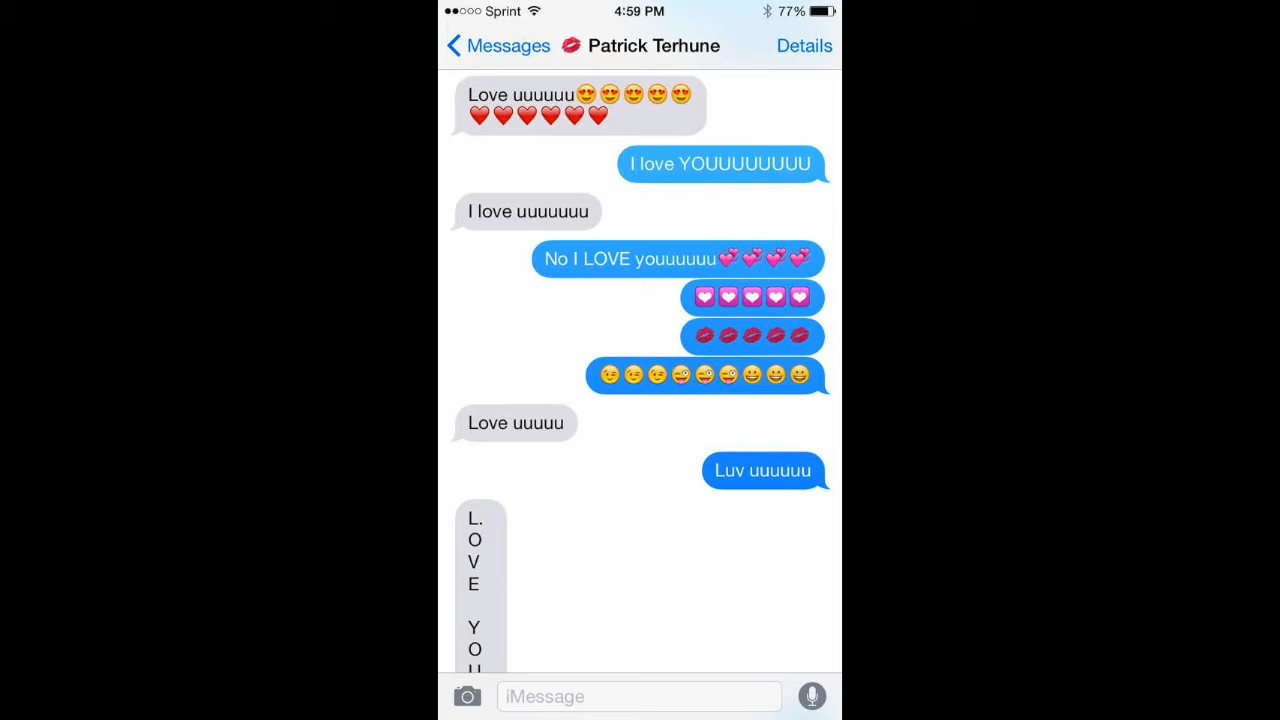 Sprint 4:59 PM 77%
Messages 💋 Patrick Terhune Details
Love uuuuuu😍😍😍😍😍
❤️❤️❤️❤️❤️❤️
I love YOUUUUUUUU
I love uuuuuuu
No I LOVE youuuuuu💞💞💞💞
💟💟💟💟💟
💋💋💋💋💋
😉😉😉😜😜😜😀😀😀
Love uuuuu
Luv uuuuuu
L.
O
V
E
Y
O
U
iMessage